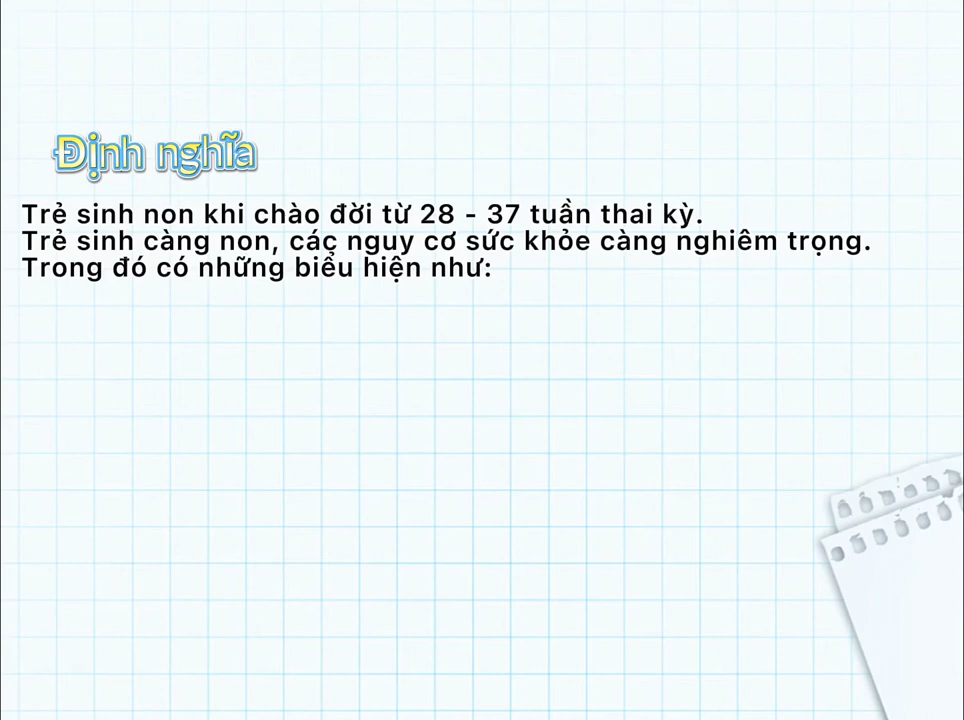 Định nghĩa
Trẻ sinh non khi chào đời từ 28 - 37 tuần thai kỳ.
Trẻ sinh càng non, các nguy cơ sức khỏe càng nghiêm trọng.
Trong đó có những biểu hiện như: